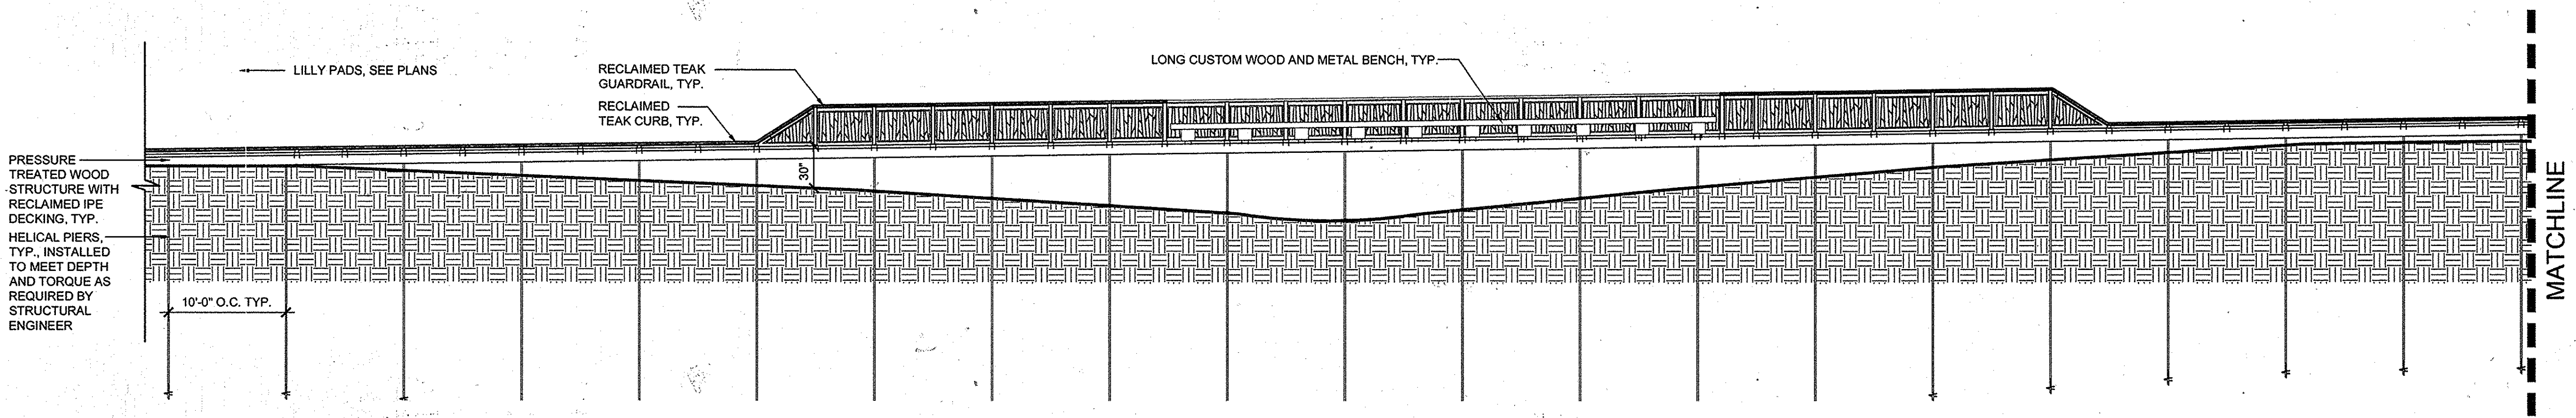 LILLY PADS, SEE PLANS
RECLAIMED TEAK
GUARDRAIL, TYP.
RECLAIMED
TEAK CURB, TYP.
LONG CUSTOM WOOD AND METAL BENCH, TYP.
PRESSURE
TREATED WOOD
STRUCTURE WITH
RECLAIMED IPE
DECKING, TYP.
HELICAL PIERS,
TYP., INSTALLED
TO MEET DEPTH
AND TORQUE AS
REQUIRED BY
STRUCTURAL
ENGINEER
10'-0" O.C. TYP.
30"
MATCHLINE